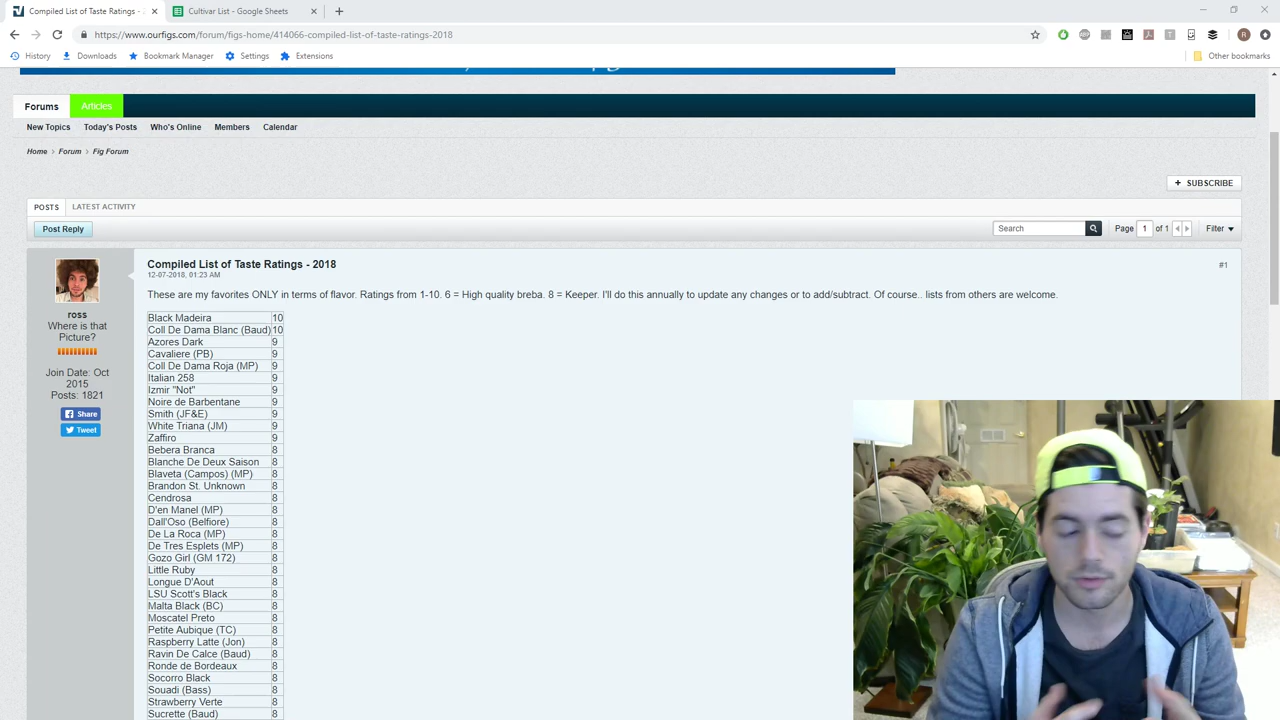 Compiled List of Taste Ratings -
Cultivar List - Google Sheets
https://www.ourfigs.com/forum/figs-home/414066-compiled-list-of-taste-ratings-2018
History
Downloads
Bookmark Manager
Settings
Extensions
Other bookmarks
Forums
Articles
New Topics
Today's Posts
Who's Online
Members
Calendar
Home > Forum > Fig Forum
+ SUBSCRIBE
POSTS
LATEST ACTIVITY
Post Reply
Search
Page 1 of 1
Filter
Compiled List of Taste Ratings - 2018
#1
12-07-2018, 01:23 AM
These are my favorites ONLY in terms of flavor. Ratings from 1-10. 6 = High quality breba. 8 = Keeper. I'll do this annually to update any changes or to add/subtract. Of course.. lists from others are welcome.
ross
Where is that
Picture?
Join Date: Oct
2015
Posts: 1821
Share
Tweet
Black Madeira 10
Coll De Dama Blanc (Baud) 10
Azores Dark 9
Cavaliere (PB) 9
Coll De Dama Roja (MP) 9
Italian 258 9
Izmir "Not" 9
Noire de Barbentane 9
Smith (JF&E) 9
White Triana (JM) 9
Zaffiro 9
Bebera Branca 8
Blanche De Deux Saison 8
Blaveta (Campos) (MP) 8
Brandon St. Unknown 8
Cendrosa 8
D'en Manel (MP) 8
Dall'Oso (Belfiore) 8
De La Roca (MP) 8
De Tres Esplets (MP) 8
Gozo Girl (GM 172) 8
Little Ruby 8
Longue D'Aout 8
LSU Scott's Black 8
Malta Black (BC) 8
Moscatel Preto 8
Petite Aubique (TC) 8
Raspberry Latte (Jon) 8
Ravin De Calce (Baud) 8
Ronde de Bordeaux 8
Socorro Black 8
Souadi (Bass) 8
Strawberry Verte 8
Sucrette (Baud) 8